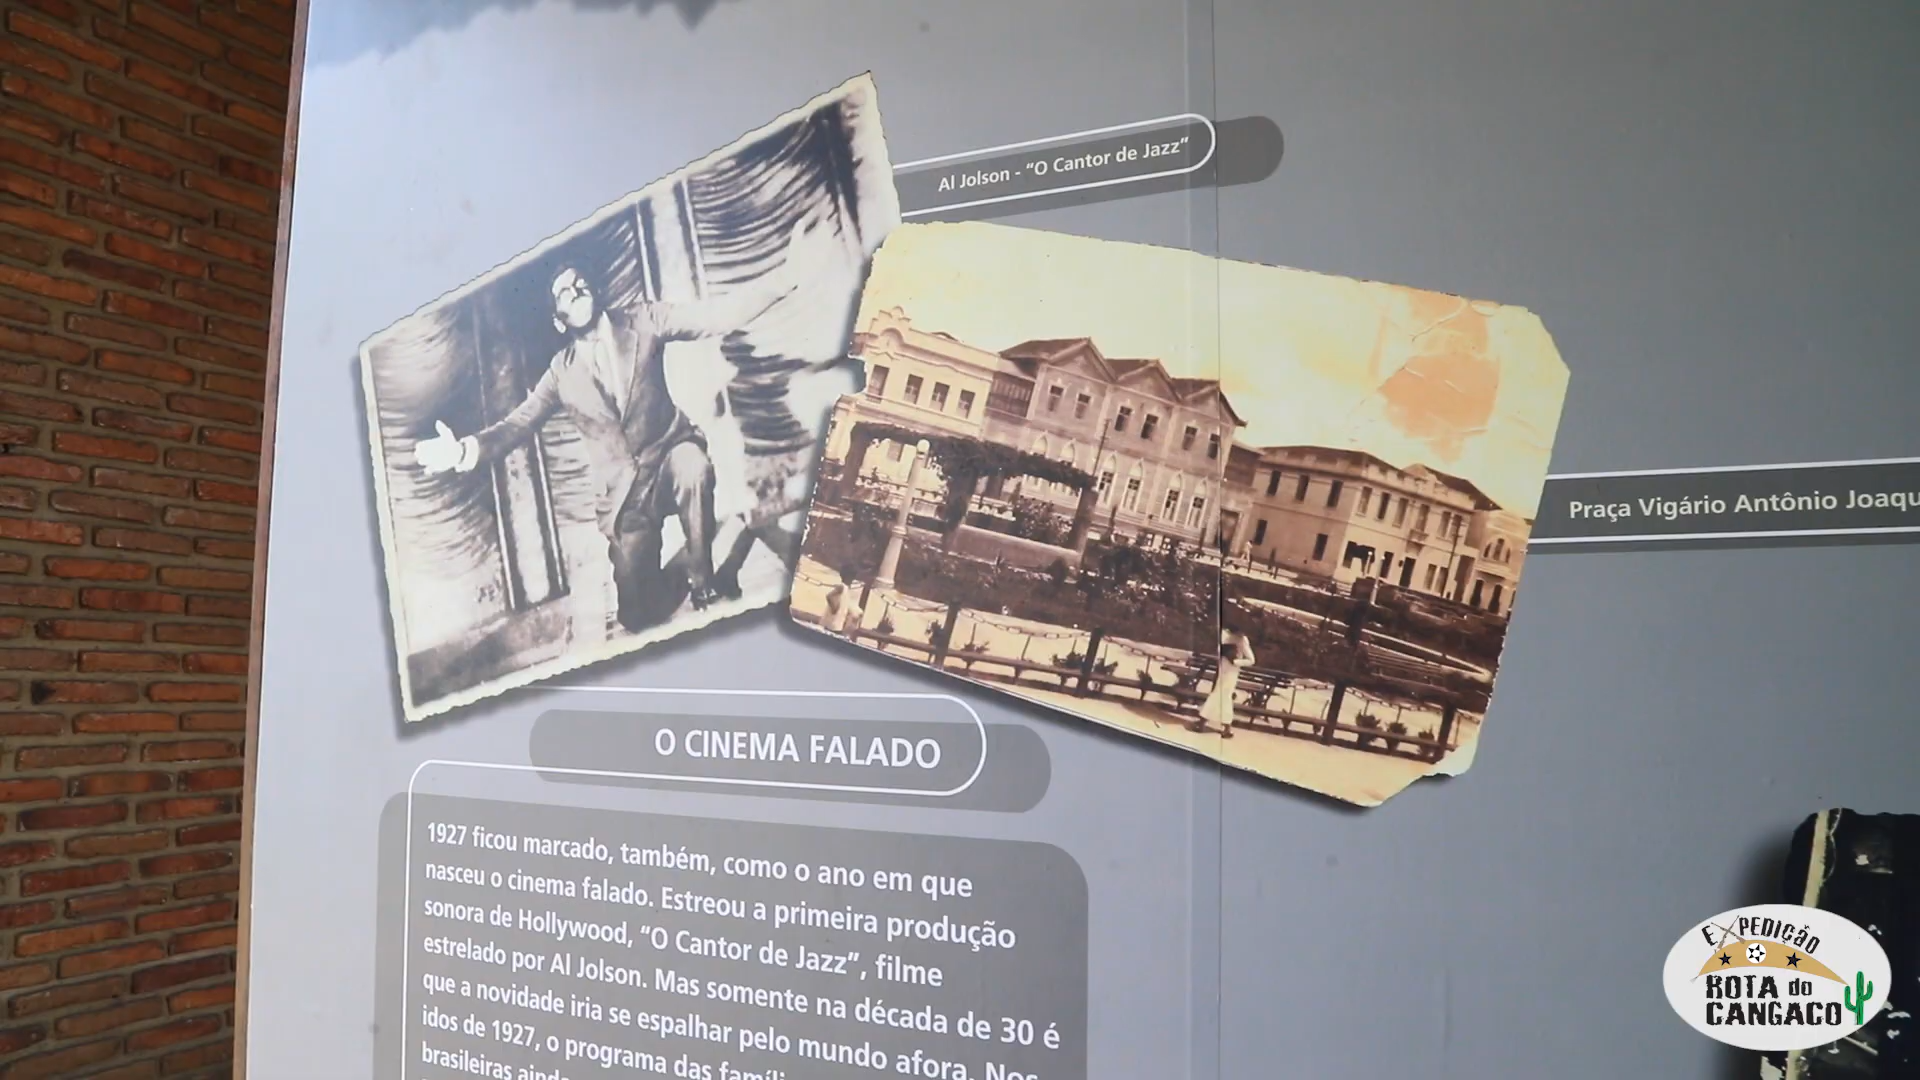 Al Jolson - "O Cantor de Jazz"
Praça Vigário Antônio
O CINEMA FALADO
1927 ficou marcado, também, como o ano em que
nasceu o cinema falado. Estreou a primeira produção
sonora de Hollywood, "O Cantor de Jazz", filme
estrelado por Al Jolson. Mas somente na década de 30 é
que a novidade iria se espalhar pelo mundo afora. Nos
idos de 1927, o programa das
brasileiras
EXPEDIÇÃO
ROTA do
CANGAÇO